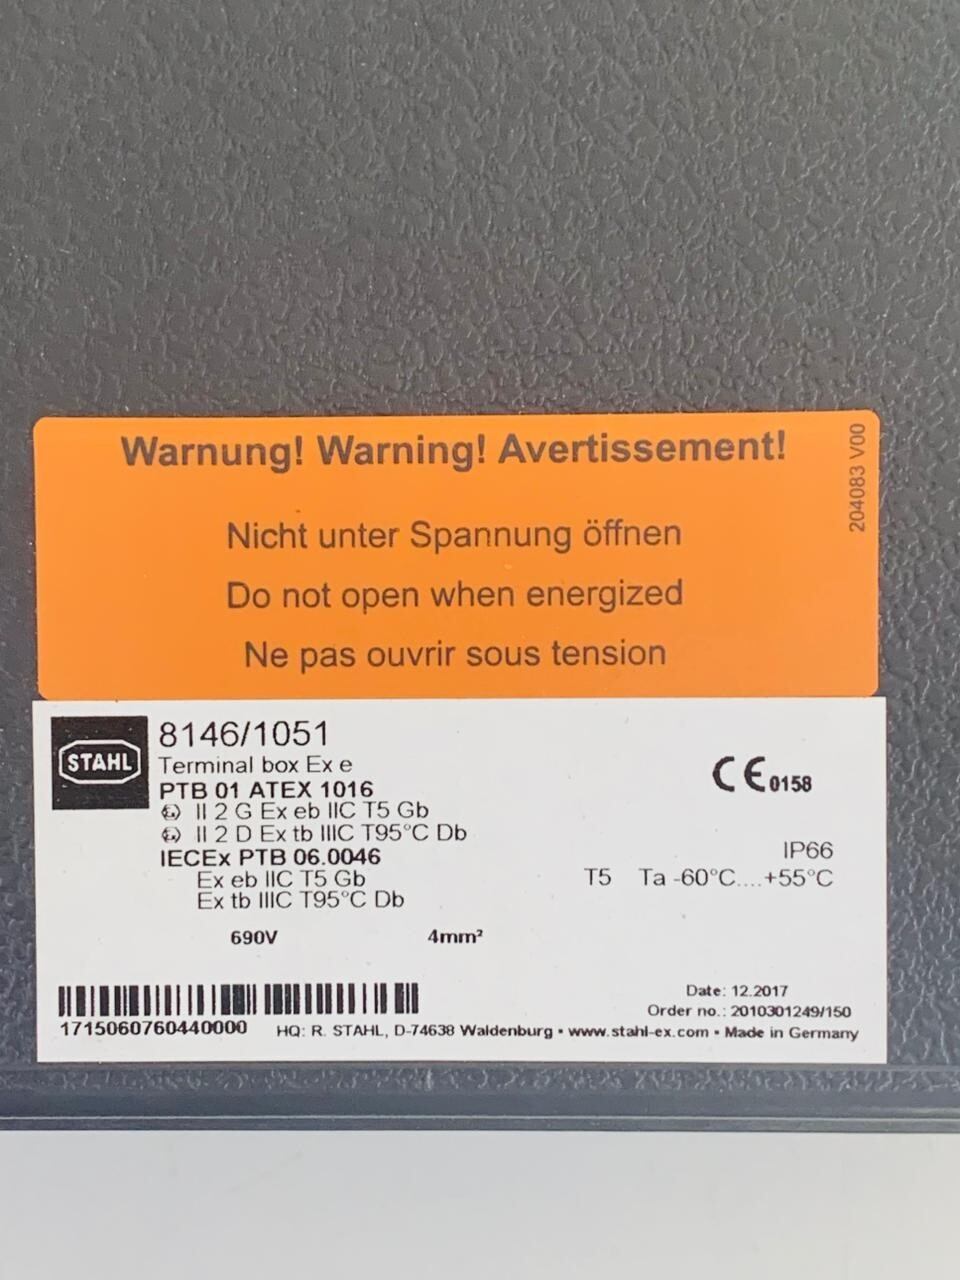 Warnung! Warning! Avertissement!
204083 V00
Nicht unter Spannung öffnen
Do not open when energized
Ne pas ouvrir sous tension
STAHL
8146/1051
Terminal box Ex e
PTB 01 ATEX 1016
Ex II 2 G Ex eb IIC T5 Gb
Ex II 2 D Ex tb IIIC T95°C Db
IECEx PTB 06.0046
Ex eb IIC T5 Gb
Ex tb IIIC T95°C Db
CE 0158
IP66
T5 Ta -60°C....+55°C
690V 4mm²
Date: 12.2017
Order no.: 2010301249/150
1715060760440000 HQ: R. STAHL, D-74638 Waldenburg • www.stahl-ex.com • Made in Germany